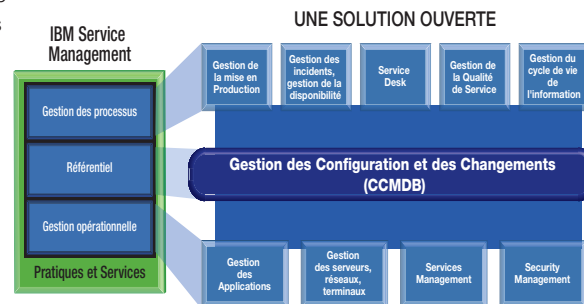 UNE SOLUTION OUVERTE
IBM Service
Management
Gestion des processus
Référentiel
Gestion opérationnelle
Pratiques et Services
Gestion de
la mise en
Production
Gestion des
incidents,
gestion de la
disponibilité
Service
Desk
Gestion de
la Qualité
de Service
Gestion du
cycle de vie
de
l'information
Gestion des Configuration et des Changements
(CCMDB)
Gestion
des
Applications
Gestion
des serveurs,
réseaux,
terminaux
Services
Management
Security
Management